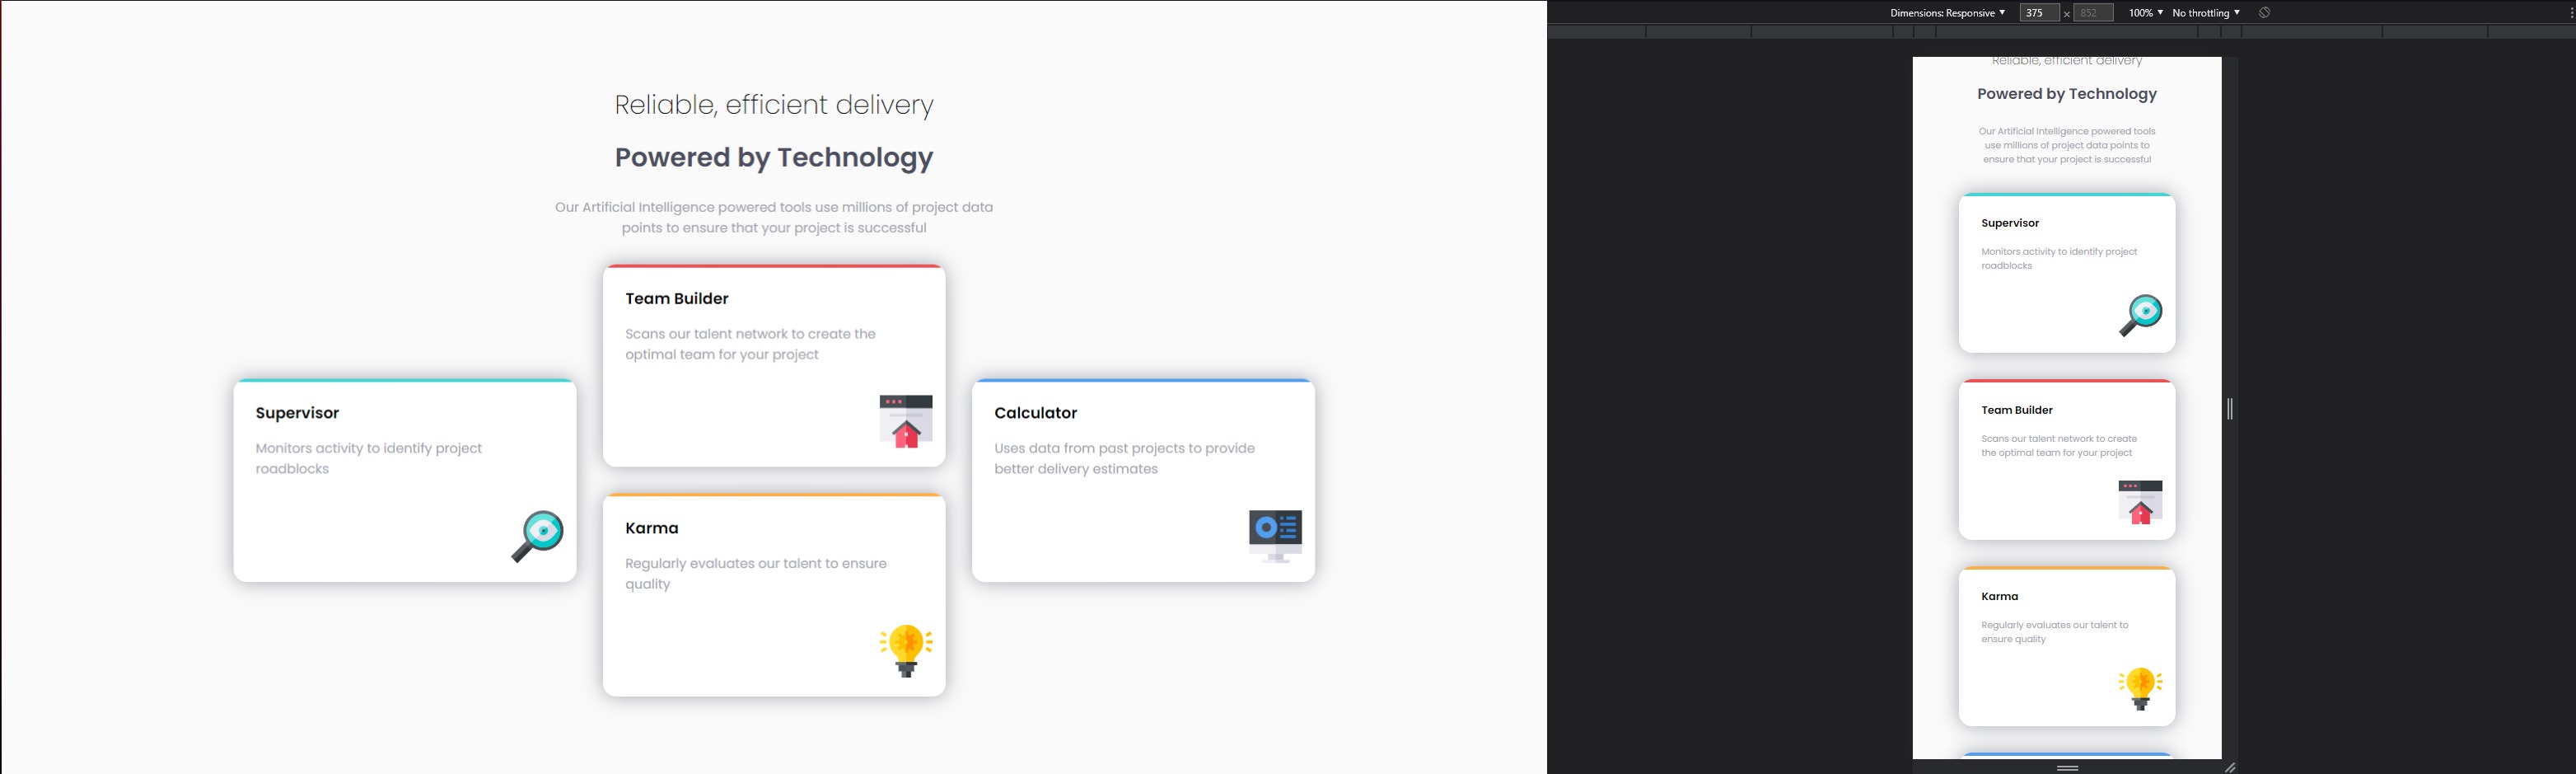 Reliable, efficient delivery
Powered by Technology
Our Artificial Intelligence powered tools use millions of project data
points to ensure that your project is successful
Team Builder
Scans our talent network to create the
optimal team for your project
Supervisor
Monitors activity to identify project
roadblocks
Calculator
Uses data from past projects to provide
better delivery estimates
Karma
Regularly evaluates our talent to ensure
quality
Dimensions: Responsive 375 × 852 100% No throttling
Reliable, efficient delivery
Powered by Technology
Our Artificial Intelligence powered tools
use millions of project data points to
ensure that your project is successful
Supervisor
Monitors activity to identify project
roadblocks
Team Builder
Scans our talent network to create
the optimal team for your project
Karma
Regularly evaluates our talent to
ensure quality